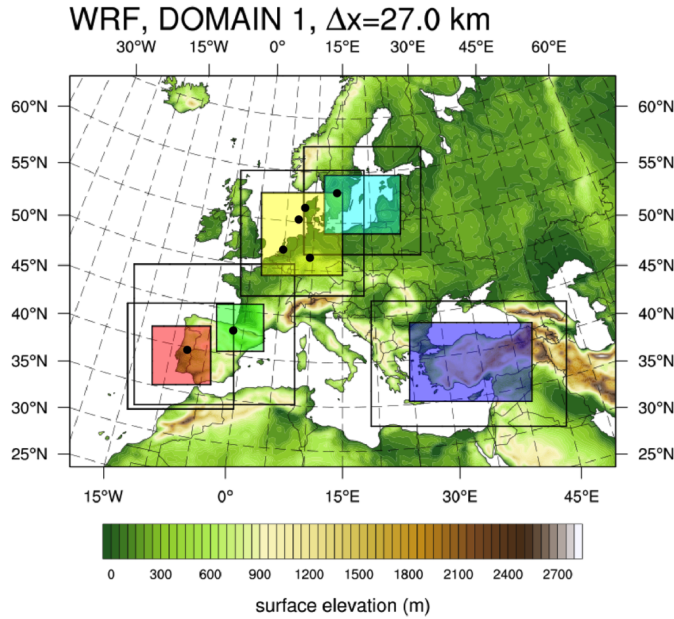 WRF, DOMAIN 1, Δx=27.0 km
30°W 15°W 0° 15°E 30°E 45°E 60°E
60°N 60°N
55°N 55°N
50°N 50°N
45°N 45°N
40°N 40°N
35°N 35°N
30°N 30°N
25°N 25°N
15°W 0° 15°E 30°E 45°E
0 300 600 900 1200 1500 1800 2100 2400 2700
surface elevation (m)